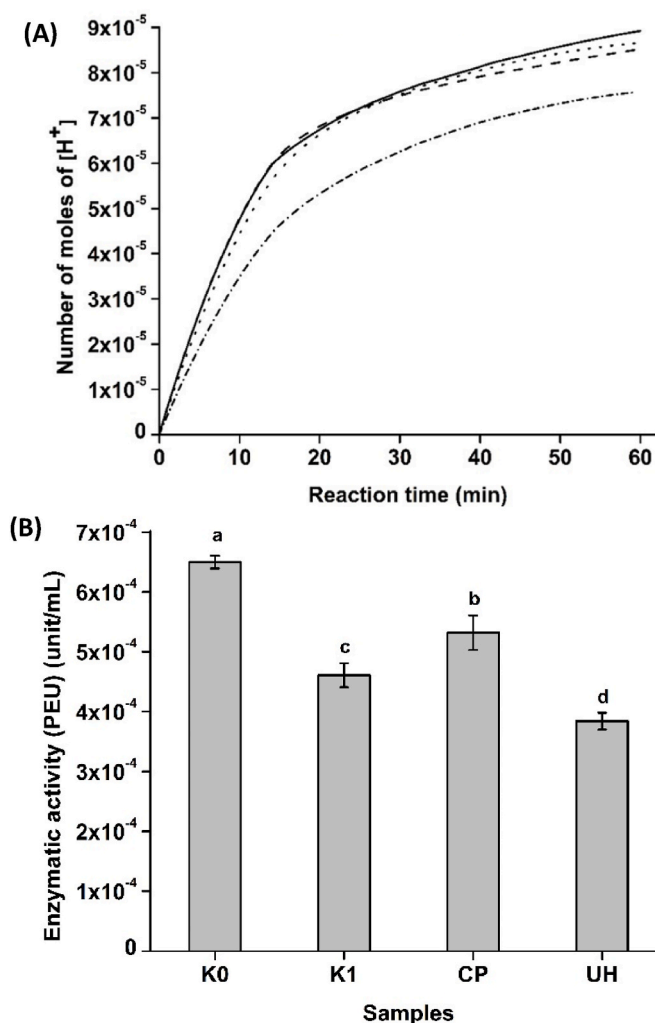 (A)
Number of moles of [H⁺]
9x10⁻⁵
8x10⁻⁵
7x10⁻⁵
6x10⁻⁵
5x10⁻⁵
4x10⁻⁵
3x10⁻⁵
2x10⁻⁵
1x10⁻⁵
0
0 10 20 30 40 50 60
Reaction time (min)
(B)
Enzymatic activity (PEU) (unit/mL)
7x10⁻⁴
6x10⁻⁴
5x10⁻⁴
4x10⁻⁴
3x10⁻⁴
2x10⁻⁴
1x10⁻⁴
0
a
c
b
d
K0 K1 CP UH
Samples